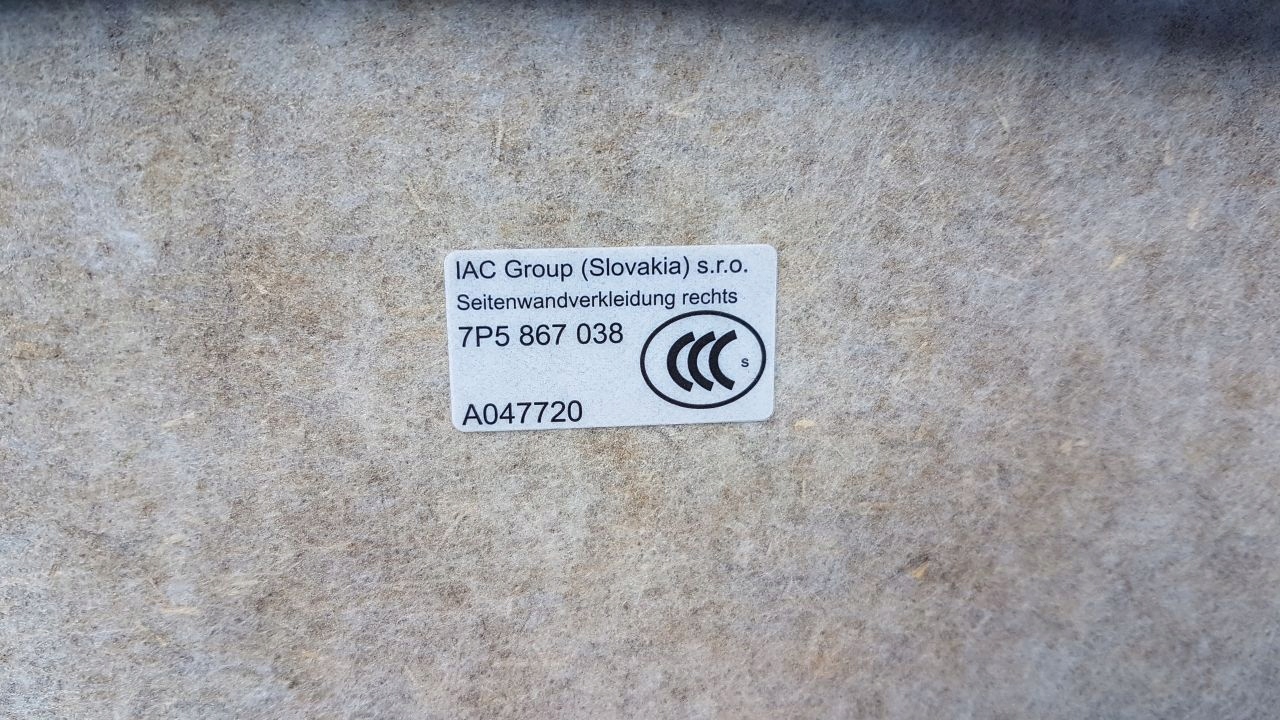 IAC Group (Slovakia) s.r.o.
Seitenwandverkleidung rechts
7P5 867 038
CCC S
A047720